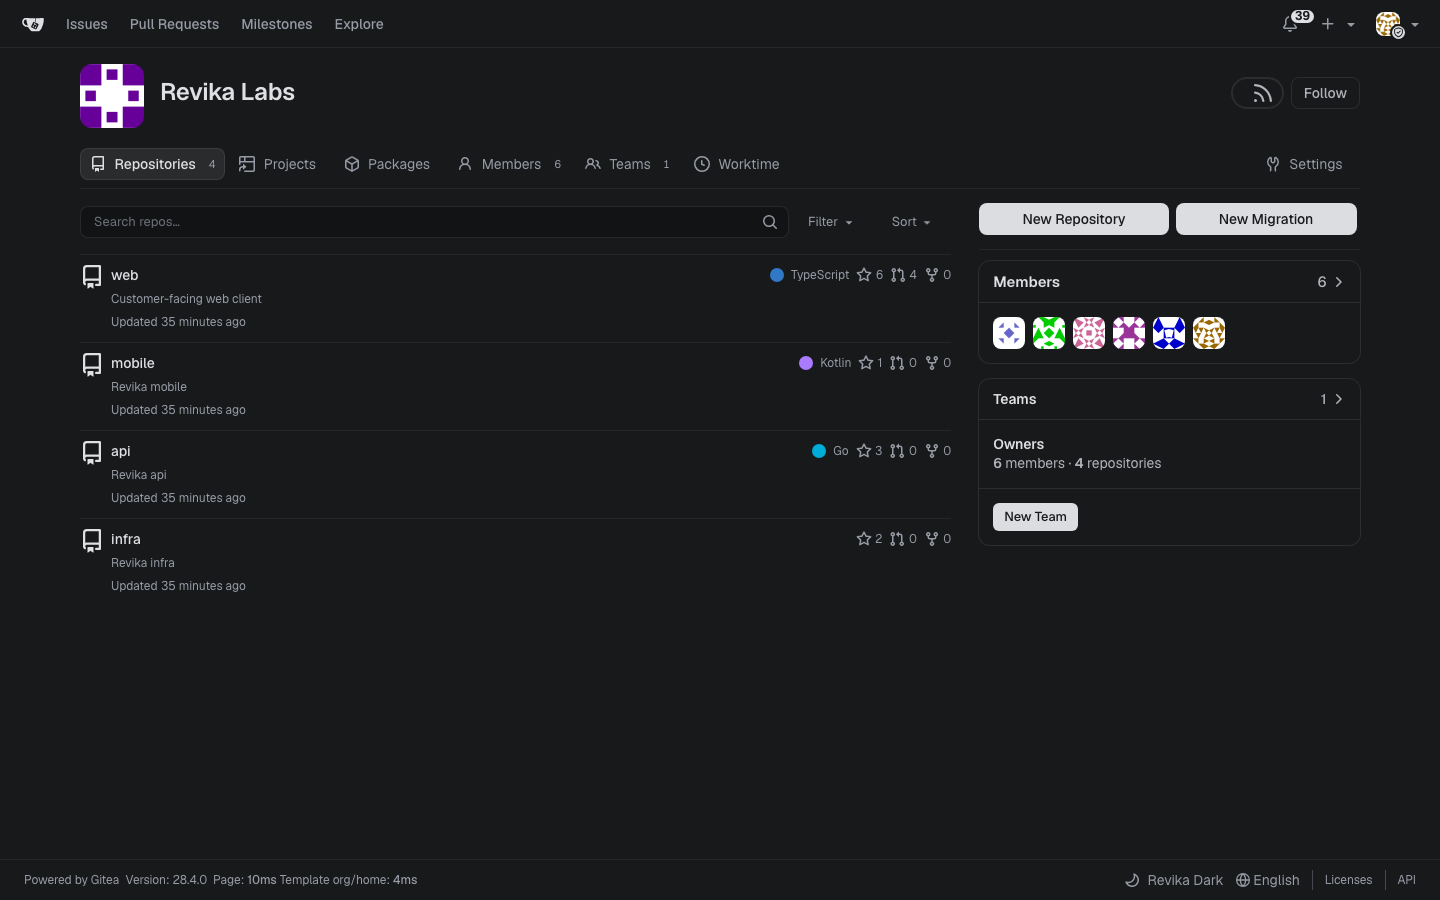 Issues Pull Requests Milestones Explore 39
Revika Labs
Follow
Repositories 4 Projects Packages Members 6 Teams 1 Worktime Settings
Search repos... Filter Sort
New Repository New Migration
web TypeScript 6 4 0
Customer-facing web client
Updated 35 minutes ago
mobile Kotlin 1 0 0
Revika mobile
Updated 35 minutes ago
api Go 3 0 0
Revika api
Updated 35 minutes ago
infra 2 0 0
Revika infra
Updated 35 minutes ago
Members 6
Teams 1
Owners
6 members · 4 repositories
New Team
Powered by Gitea Version: 28.4.0 Page: 10ms Template org/home: 4ms Revika Dark English Licenses API